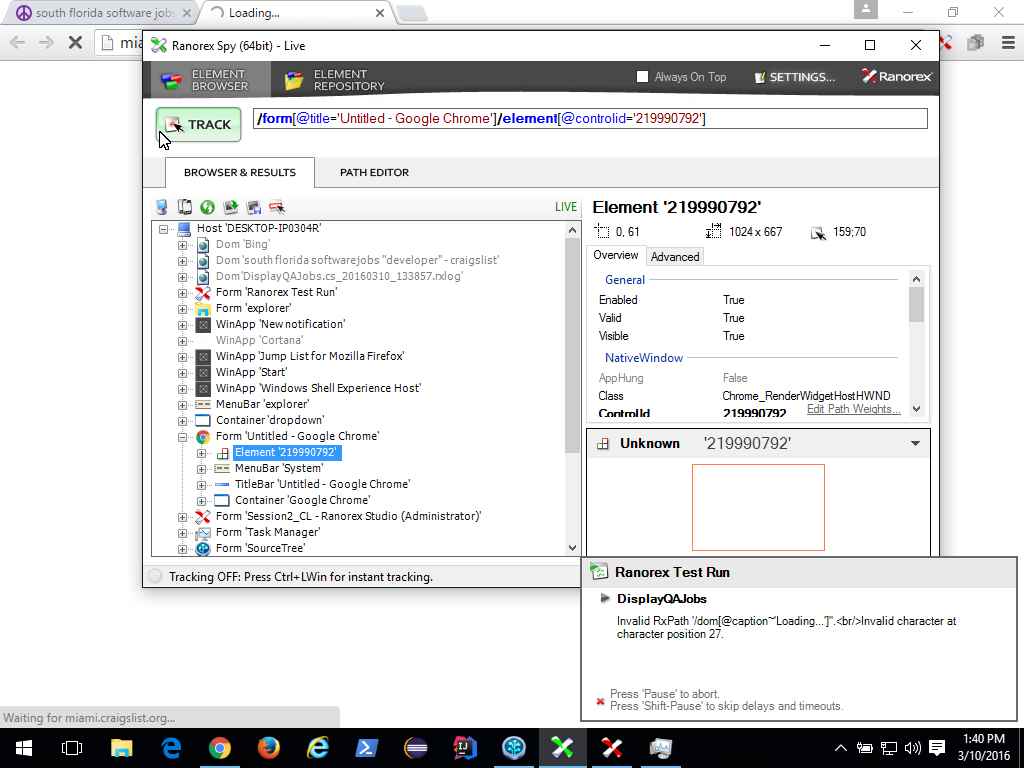 south florida software jobs
Loading...
mia
Ranorex Spy (64bit) - Live
ELEMENT
BROWSER
ELEMENT
REPOSITORY
Always On Top
SETTINGS...
Ranorex
TRACK
/form[@title='Untitled - Google Chrome']/element[@controlid='219990792']
BROWSER & RESULTS
PATH EDITOR
LIVE
Host 'DESKTOP-IP0304R'
Dom 'Bing'
Dom 'south florida softwarejobs "developer" - craigslist'
Dom 'DisplayQAJobs.cs_20160310_133857.rxlog'
Form 'Ranorex Test Run'
Form 'explorer'
WinApp 'New notification'
WinApp 'Cortana'
WinApp 'Jump List for Mozilla Firefox'
WinApp 'Start'
WinApp 'Windows Shell Experience Host'
MenuBar 'explorer'
Container 'dropdown'
Form 'Untitled - Google Chrome'
Element '219990792'
MenuBar 'System'
TitleBar 'Untitled - Google Chrome'
Container 'Google Chrome'
Form 'Session2_CL - Ranorex Studio (Administrator)'
Form 'Task Manager'
Form 'SourceTree'
Element '219990792'
0, 61
1024 x 667
159;70
Overview
Advanced
General
Enabled True
Valid True
Visible True
NativeWindow
AppHung False
Class Chrome_RenderWidgetHostHWND
ControlId 219990792
Edit Path Weights...
Unknown '219990792'
Tracking OFF: Press Ctrl+LWin for instant tracking.
Ranorex Test Run
DisplayQAJobs
Invalid RxPath '/dom[@caption~'Loading...']''.<br/>Invalid character at
character position 27.
Press 'Pause' to abort.
Press 'Shift-Pause' to skip delays and timeouts.
Waiting for miami.craigslist.org...
1:40 PM
3/10/2016